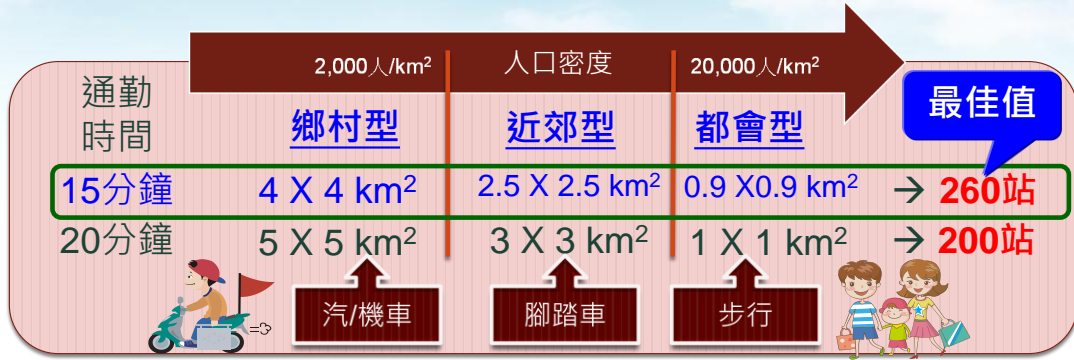 2,000人/km² 人口密度 20,000人/km²
通勤
時間
鄉村型 近郊型 都會型
最佳值
15分鐘 4 X 4 km² 2.5 X 2.5 km² 0.9 X0.9 km² → 260站
20分鐘 5 X 5 km² 3 X 3 km² 1 X 1 km² → 200站
汽/機車 腳踏車 步行